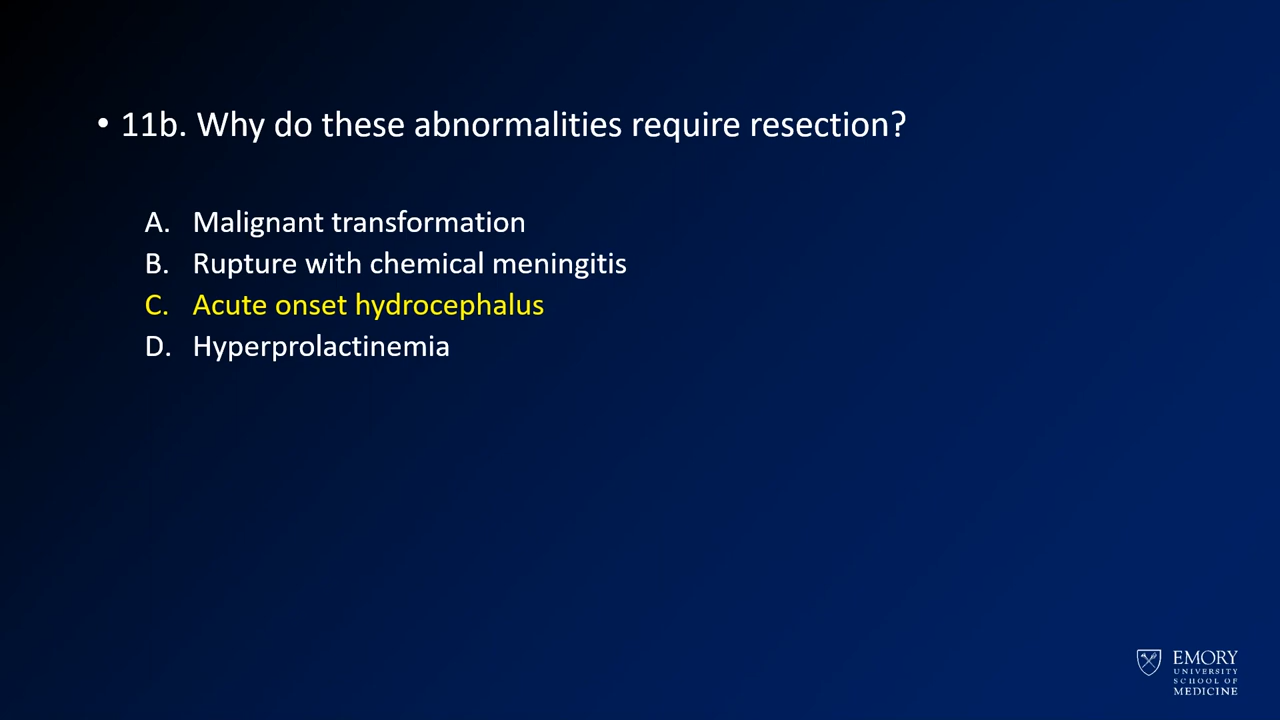 • 11b. Why do these abnormalities require resection?
A. Malignant transformation
B. Rupture with chemical meningitis
C. Acute onset hydrocephalus
D. Hyperprolactinemia
EMORY
UNIVERSITY
SCHOOL OF
MEDICINE